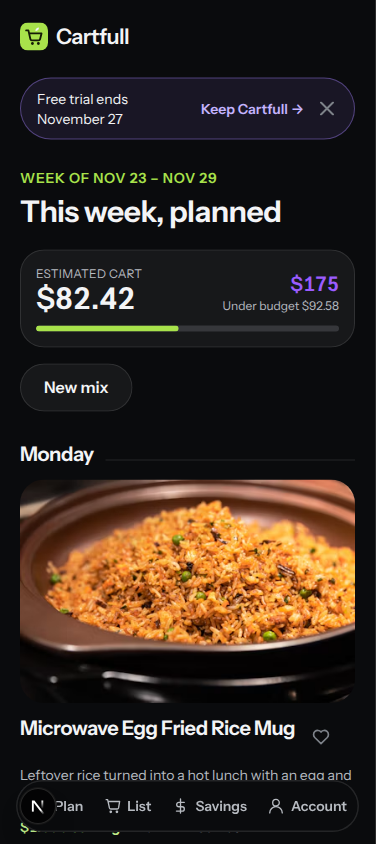 Cartfull
Free trial ends
November 27
Keep Cartfull →
WEEK OF NOV 23 – NOV 29
This week, planned
ESTIMATED CART
$82.42
$175
Under budget $92.58
New mix
Monday
Microwave Egg Fried Rice Mug
Leftover rice turned into a hot lunch with an egg and
N
Plan
List
$ Savings
Account